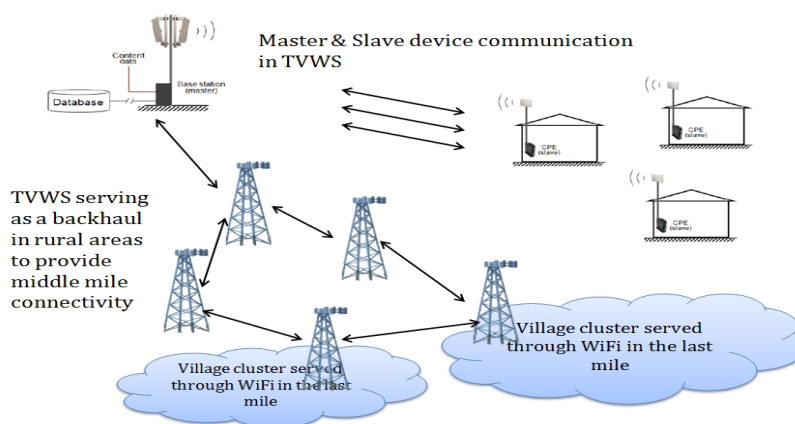 Master & Slave device communication
in TVWS
Content
data
Base station
(master)
Database
CPE
(slave)
CPE
(slave)
CPE
(slave)
TVWS serving
as a backhaul
in rural areas
to provide
middle mile
connectivity
Village cluster served
through WiFi in the last
mile
Village cluster served
through WiFi in the last
mile